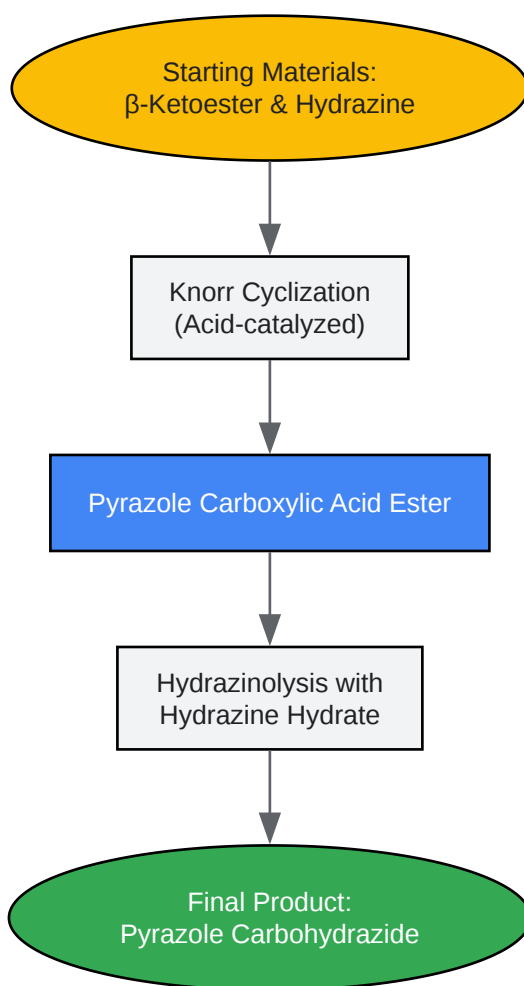 Starting Materials:
β-Ketoester & Hydrazine
Knorr Cyclization
(Acid-catalyzed)
Pyrazole Carboxylic Acid Ester
Hydrazinolysis with
Hydrazine Hydrate
Final Product:
Pyrazole Carbohydrazide